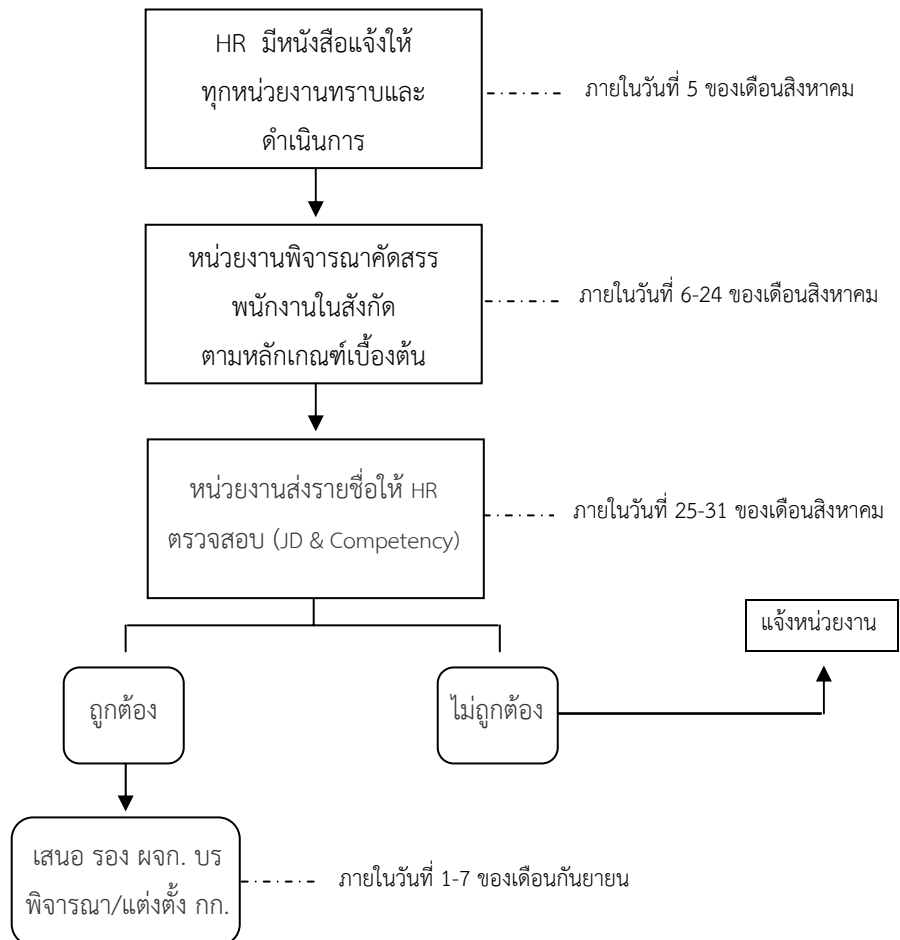 HR มีหนังสือแจ้งให้
ทุกหน่วยงานทราบและ
ดำเนินการ
ภายในวันที่ 5 ของเดือนสิงหาคม
หน่วยงานพิจารณาคัดสรร
พนักงานในสังกัด
ตามหลักเกณฑ์เบื้องต้น
ภายในวันที่ 6-24 ของเดือนสิงหาคม
หน่วยงานส่งรายชื่อให้ HR
ตรวจสอบ (JD & Competency)
ภายในวันที่ 25-31 ของเดือนสิงหาคม
แจ้งหน่วยงาน
ถูกต้อง
ไม่ถูกต้อง
เสนอ รอง ผจก. บร
พิจารณา/แต่งตั้ง กก.
ภายในวันที่ 1-7 ของเดือนกันยายน